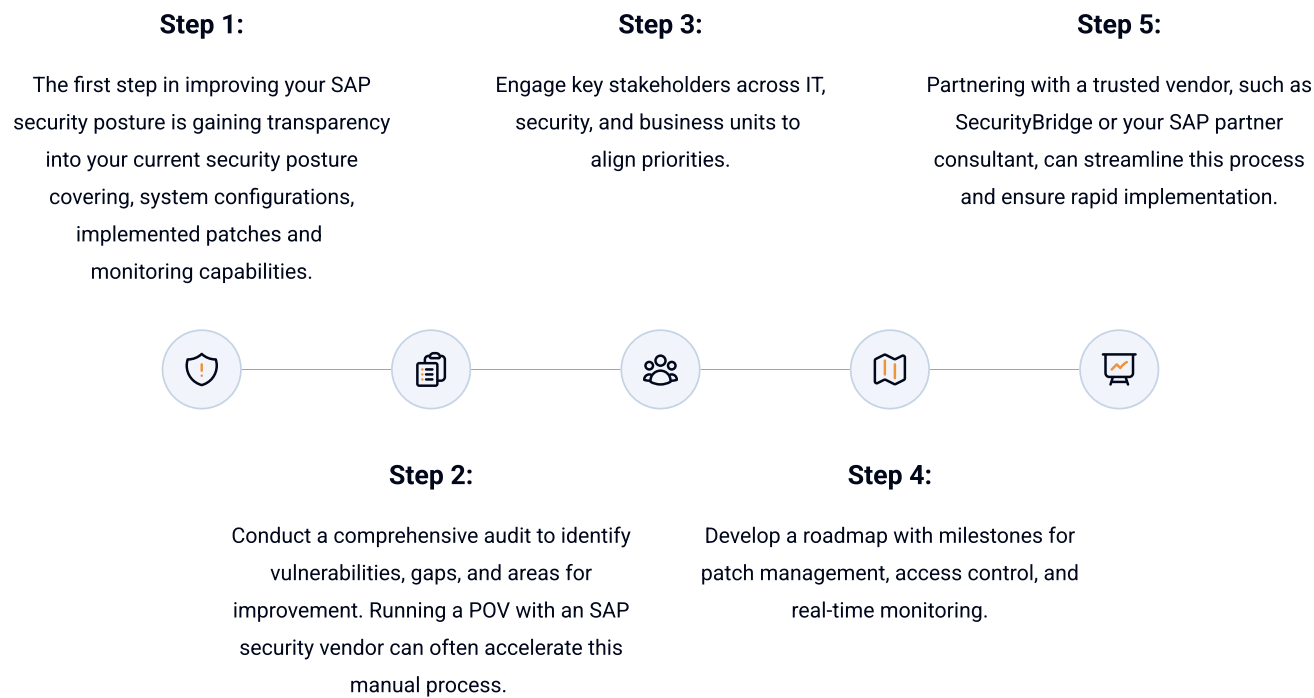 Step 1:
The first step in improving your SAP
security posture is gaining transparency
into your current security posture
covering, system configurations,
implemented patches and
monitoring capabilities.
Step 2:
Conduct a comprehensive audit to identify
vulnerabilities, gaps, and areas for
improvement. Running a POV with an SAP
security vendor can often accelerate this
manual process.
Step 3:
Engage key stakeholders across IT,
security, and business units to
align priorities.
Step 4:
Develop a roadmap with milestones for
patch management, access control, and
real-time monitoring.
Step 5:
Partnering with a trusted vendor, such as
SecurityBridge or your SAP partner
consultant, can streamline this process
and ensure rapid implementation.